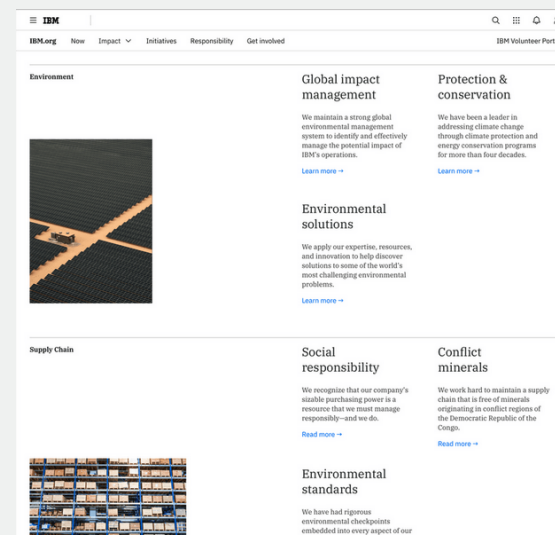 IBM
IBM.org Now Impact Initiatives Responsibility Get involved IBM Volunteer
Environment
Global impact
management
We maintain a strong global
environmental management
system to identify and effectively
manage the potential impact of
IBM's operations.
Learn more →
Protection &
conservation
We have been a leader in
addressing climate change
through climate protection and
energy conservation programs
for more than four decades.
Learn more →
Environmental
solutions
We apply our expertise, resources,
and innovation to help discover
solutions to some of the world's
most challenging environmental
problems.
Learn more →
Supply Chain
Social
responsibility
We recognize that our company's
sizable purchasing power is a
resource that we must manage
responsibly—and we do.
Read more →
Conflict
minerals
We work hard to maintain a supply
chain that is free of minerals
originating in conflict regions of
the Democratic Republic of the
Congo.
Read more →
Environmental
standards
We have had rigorous
environmental checkpoints
embedded into every aspect of our